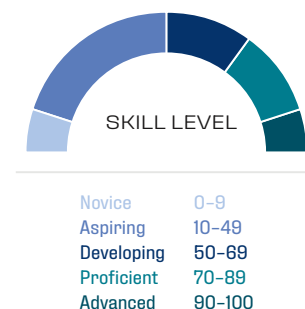 SKILL LEVEL
Novice 0–9
Aspiring 10–49
Developing 50–69
Proficient 70–89
Advanced 90–100